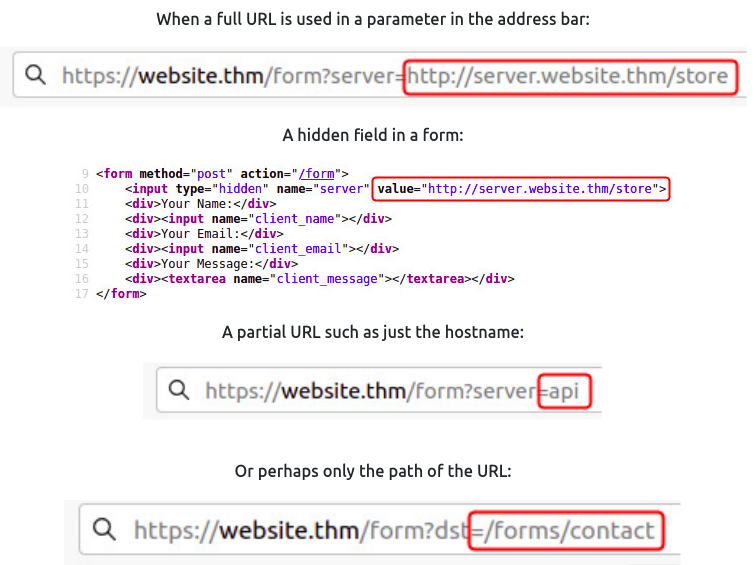 When a full URL is used in a parameter in the address bar:
https://website.thm/form?server=http://server.website.thm/store
A hidden field in a form:
9 <form method="post" action="/form">
10 <input type="hidden" name="server" value="http://server.website.thm/store">
11 <div>Your Name:</div>
12 <div><input name="client_name"></div>
13 <div>Your Email:</div>
14 <div><input name="client_email"></div>
15 <div>Your Message:</div>
16 <div><textarea name="client_message"></textarea></div>
17 </form>
A partial URL such as just the hostname:
https://website.thm/form?server=api
Or perhaps only the path of the URL:
https://website.thm/form?dst=/forms/contact